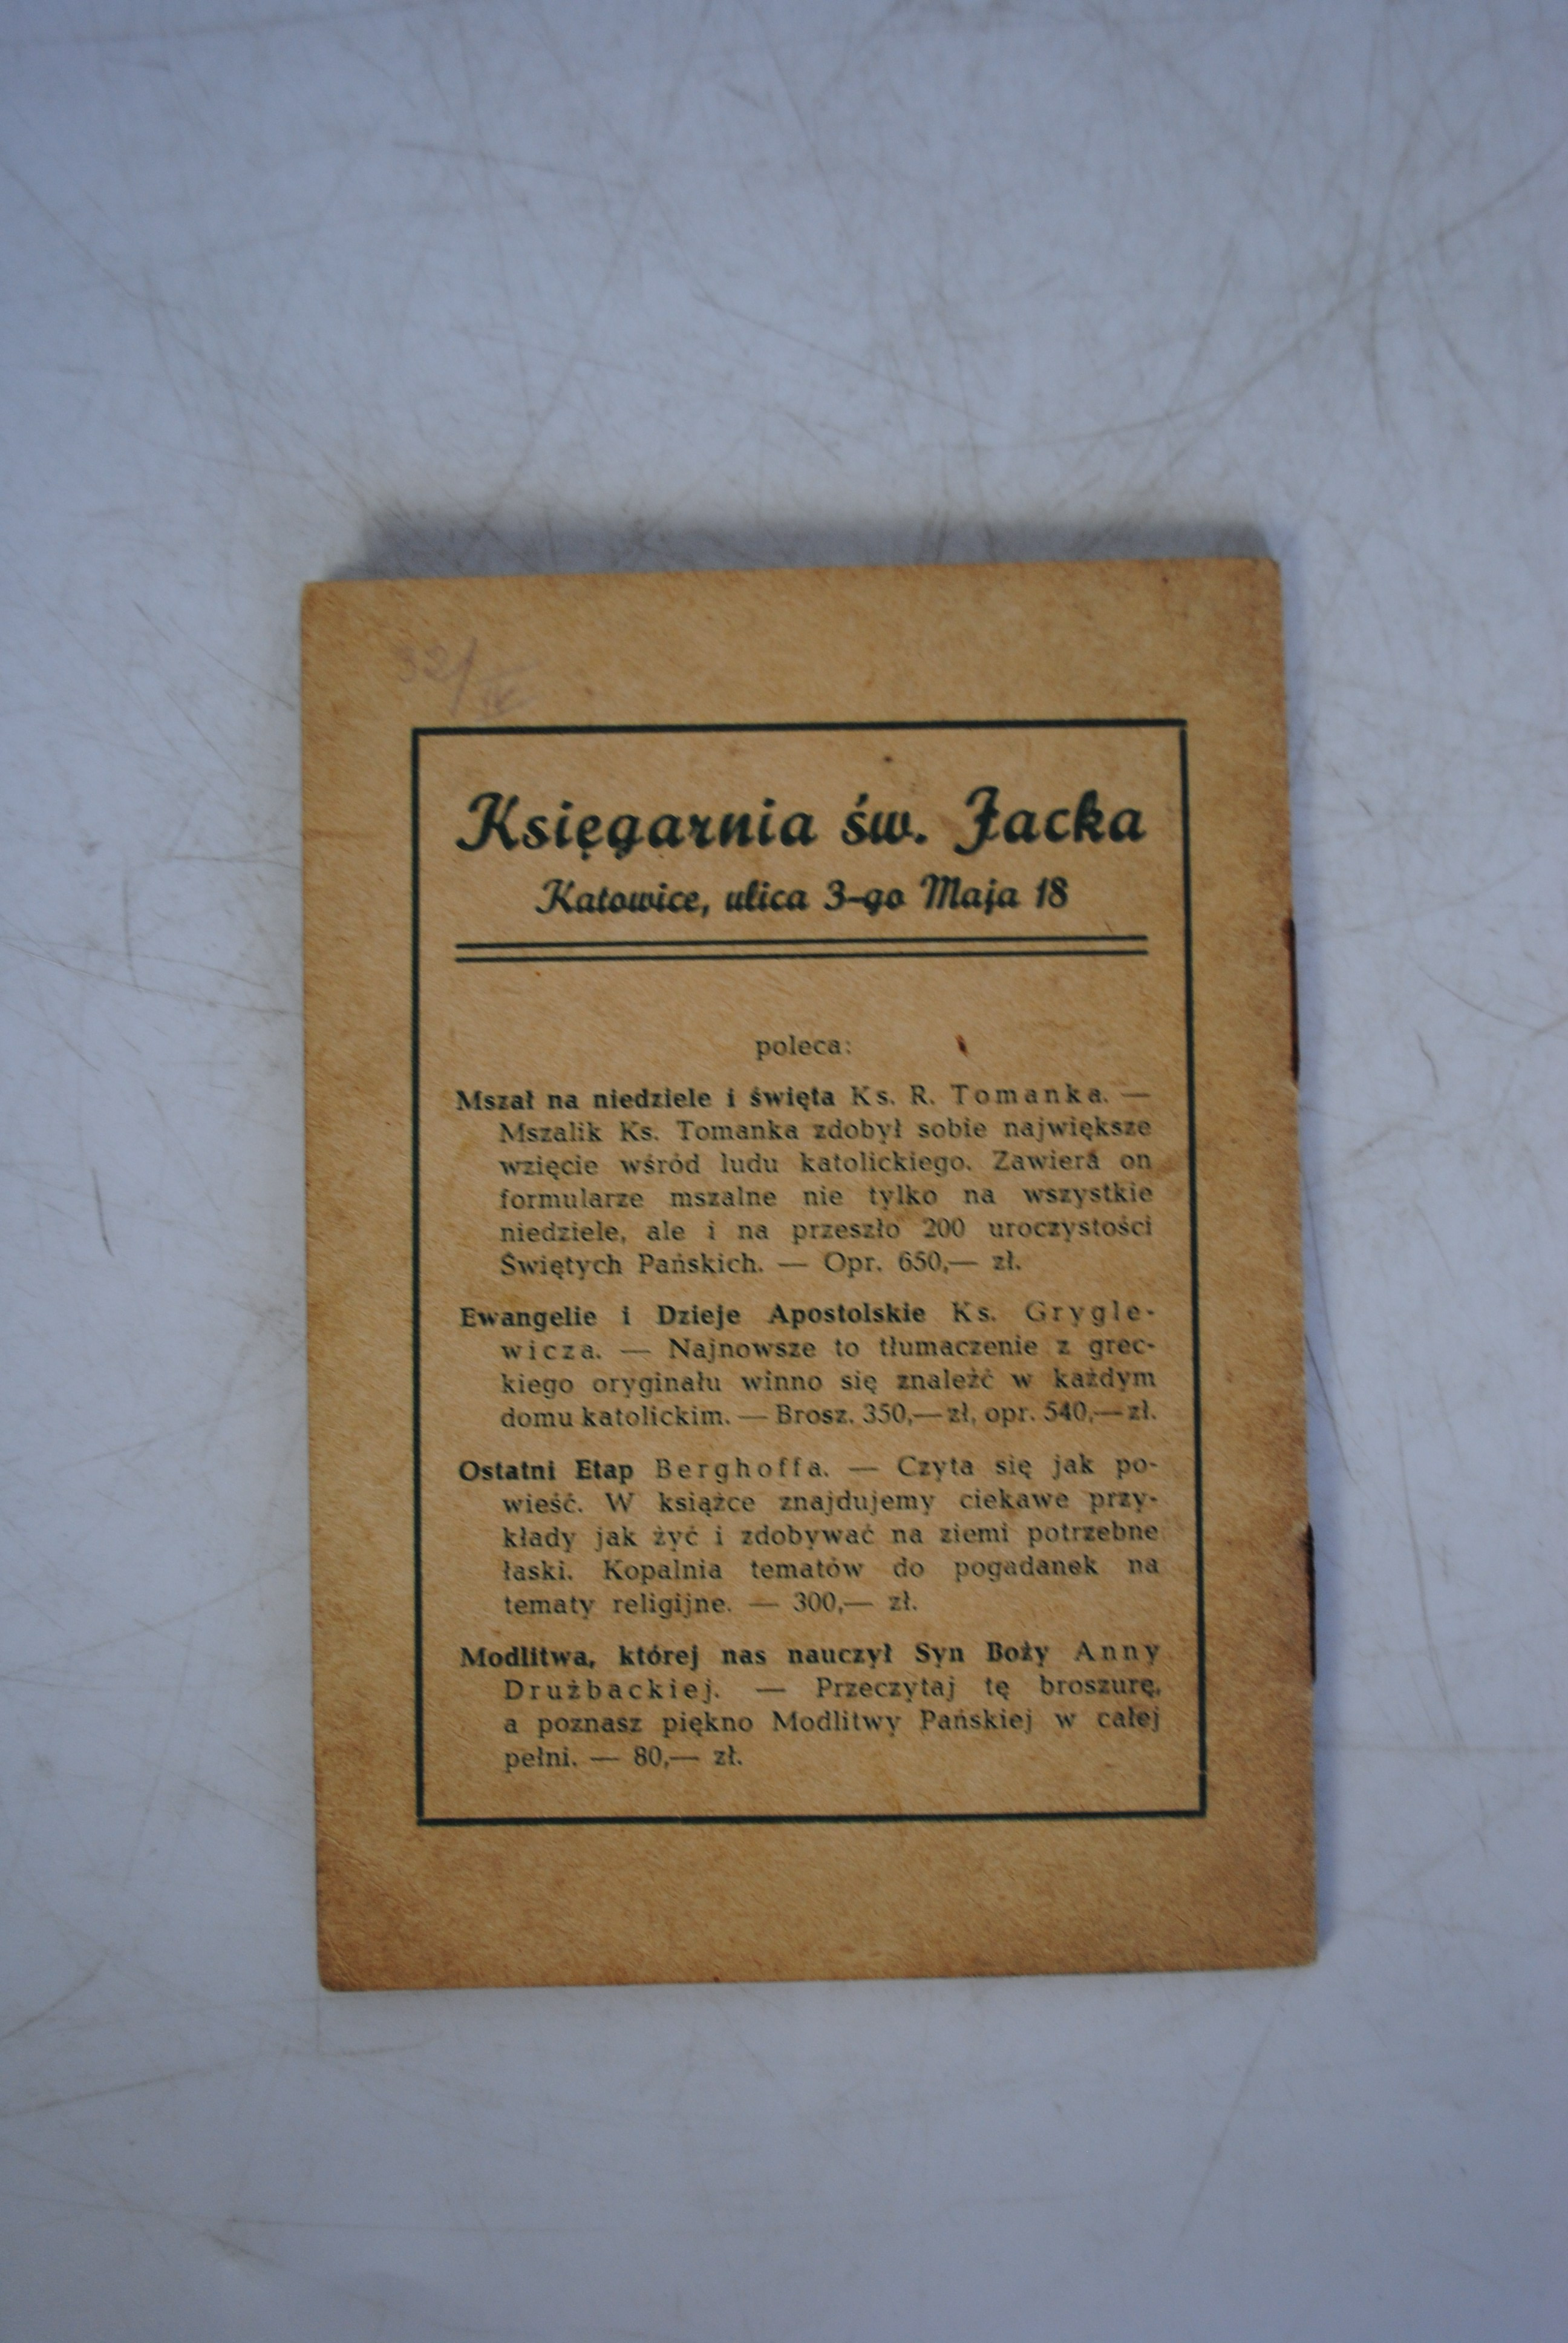 32/IV
Księgarnia św. Jacka
Katowice, ulica 3-go Maja 18
poleca:
Mszał na niedziele i święta Ks. R. Tomanka. —
Mszalik Ks. Tomanka zdobył sobie największe
wzięcie wśród ludu katolickiego. Zawiera on
formularze mszalne nie tylko na wszystkie
niedziele, ale i na przeszło 200 uroczystości
Świętych Pańskich. — Opr. 650,— zł.
Ewangelie i Dzieje Apostolskie Ks. Grygle-
wicza. — Najnowsze to tłumaczenie z grec-
kiego oryginału winno się znaleźć w każdym
domu katolickim. — Brosz. 350,— zł, opr. 540,— zł.
Ostatni Etap Berghoffa. — Czyta się jak po-
wieść. W książce znajdujemy ciekawe przy-
kłady jak żyć i zdobywać na ziemi potrzebne
łaski. Kopalnia tematów do pogadanek na
tematy religijne. — 300,— zł.
Modlitwa, której nas nauczył Syn Boży Anny
Drużbackiej. — Przeczytaj tę broszurę,
a poznasz piękno Modlitwy Pańskiej w całej
pełni. — 80,— zł.